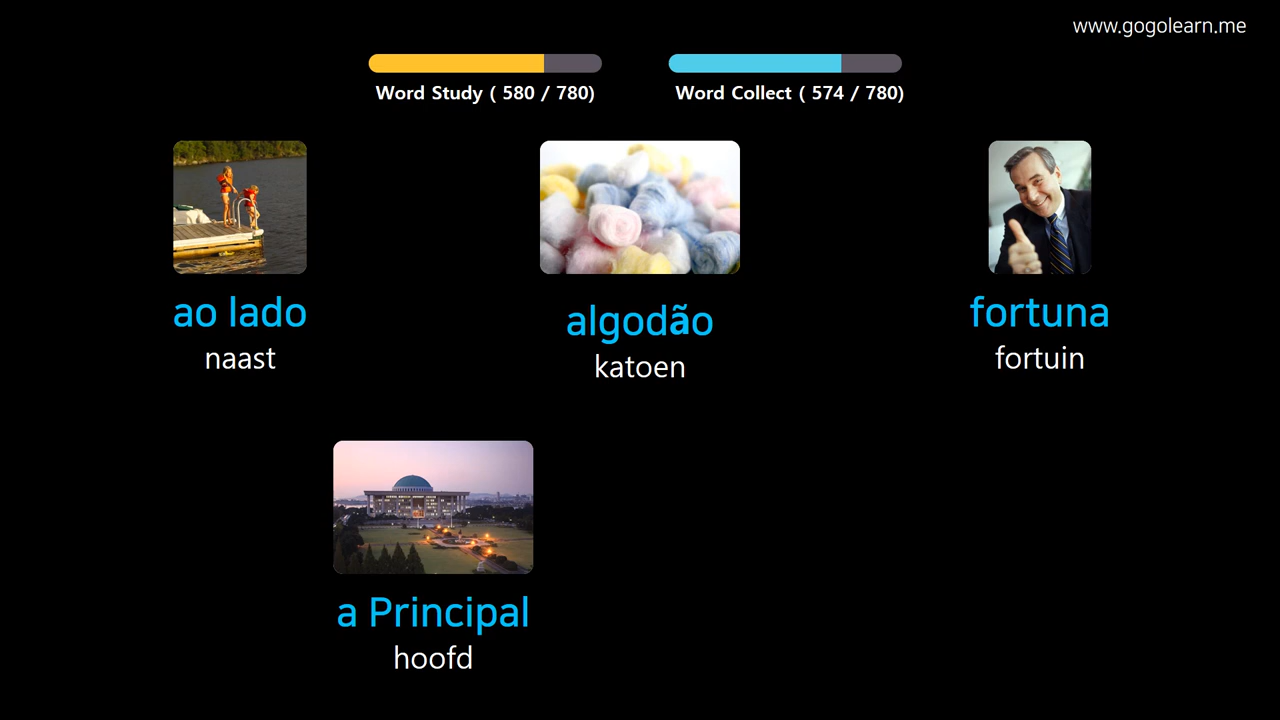 www.gogolearn.me
Word Study ( 580 / 780)
Word Collect ( 574 / 780)
ao lado
naast
algodão
katoen
fortuna
fortuin
a Principal
hoofd